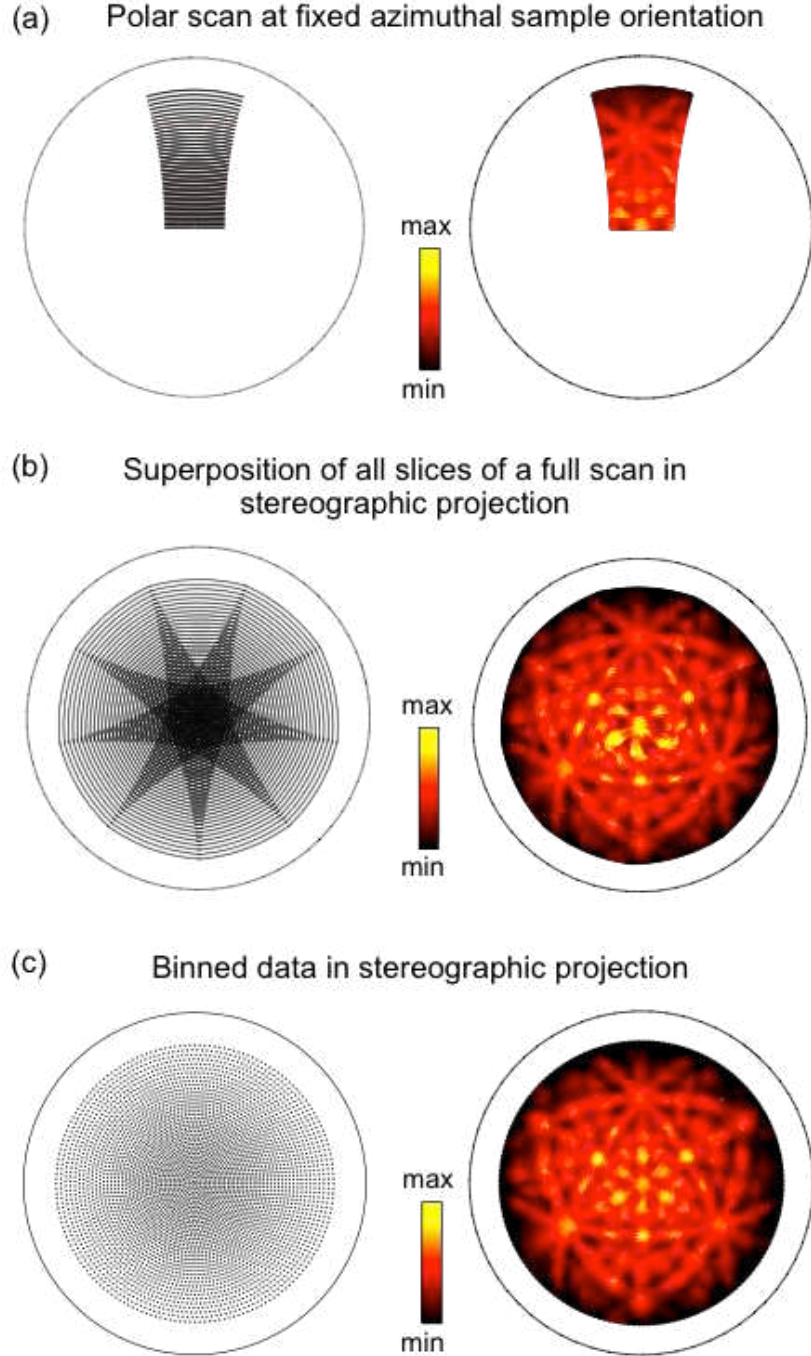 (a) Polar scan at fixed azimuthal sample orientation
max
min
(b) Superposition of all slices of a full scan in
stereographic projection
max
min
(c) Binned data in stereographic projection
max
min